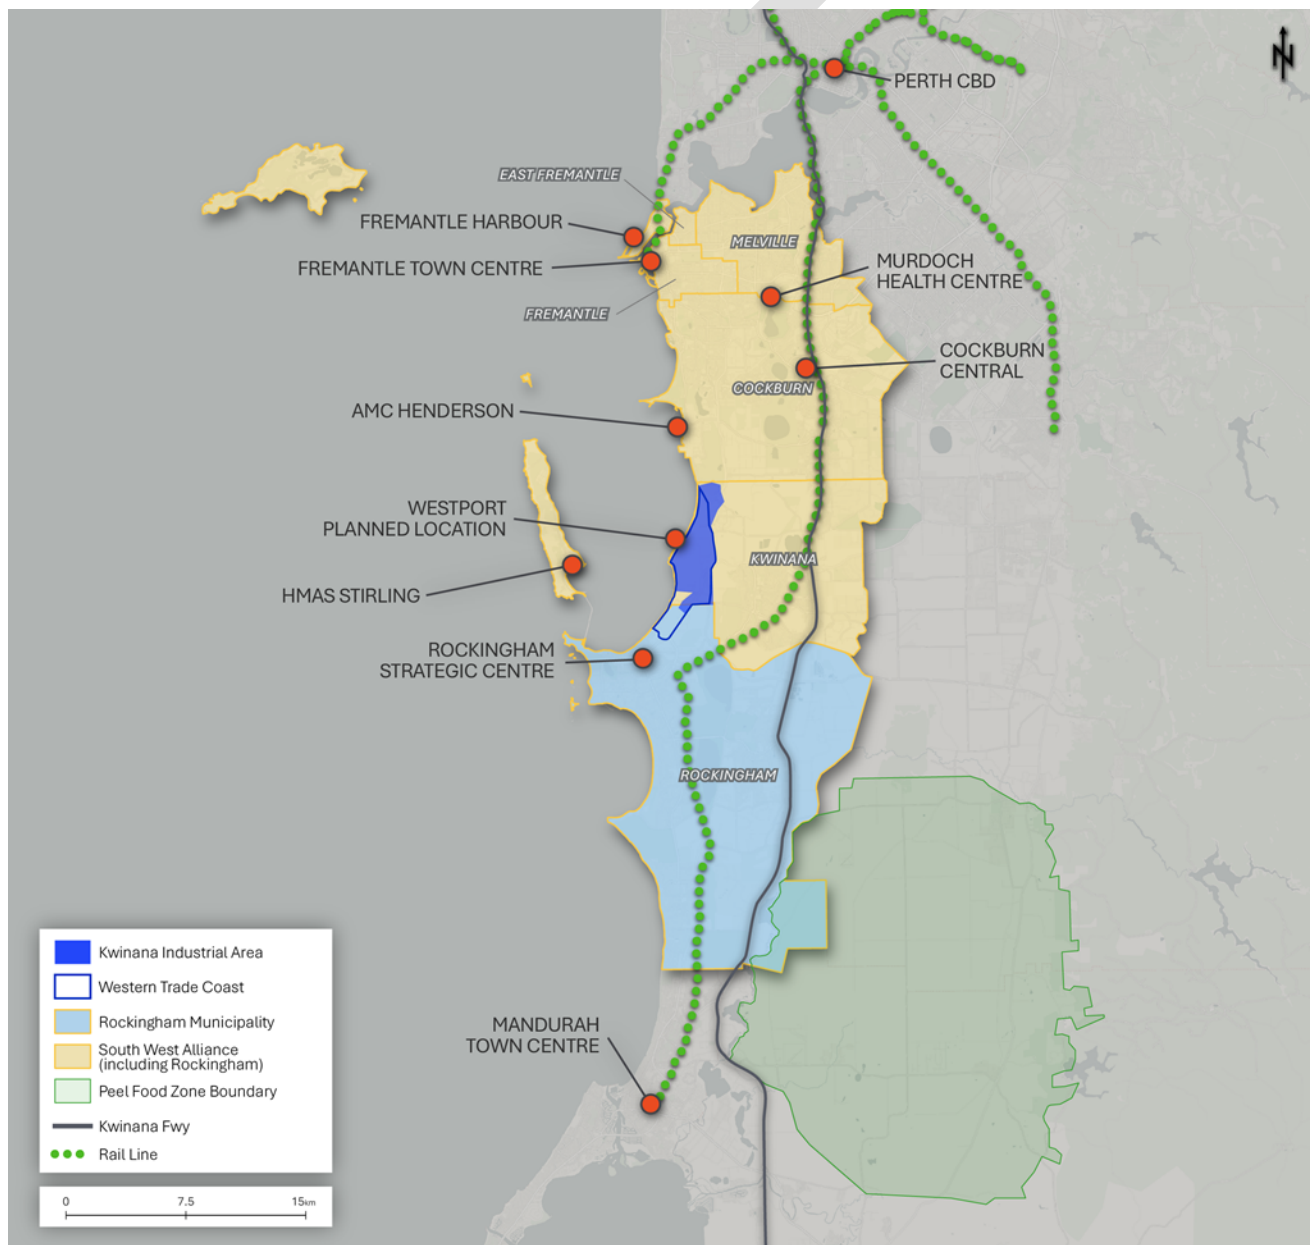 N
PERTH CBD
EAST FREMANTLE
FREMANTLE HARBOUR
MELVILLE
FREMANTLE TOWN CENTRE
MURDOCH
HEALTH CENTRE
FREMANTLE
COCKBURN
CENTRAL
COCKBURN
AMC HENDERSON
WESTPORT
PLANNED LOCATION
KWINANA
HMAS STIRLING
ROCKINGHAM
STRATEGIC CENTRE
ROCKINGHAM
MANDURAH
TOWN CENTRE
Kwinana Industrial Area
Western Trade Coast
Rockingham Municipality
South West Alliance
(including Rockingham)
Peel Food Zone Boundary
Kwinana Fwy
Rail Line
0 7.5 15km